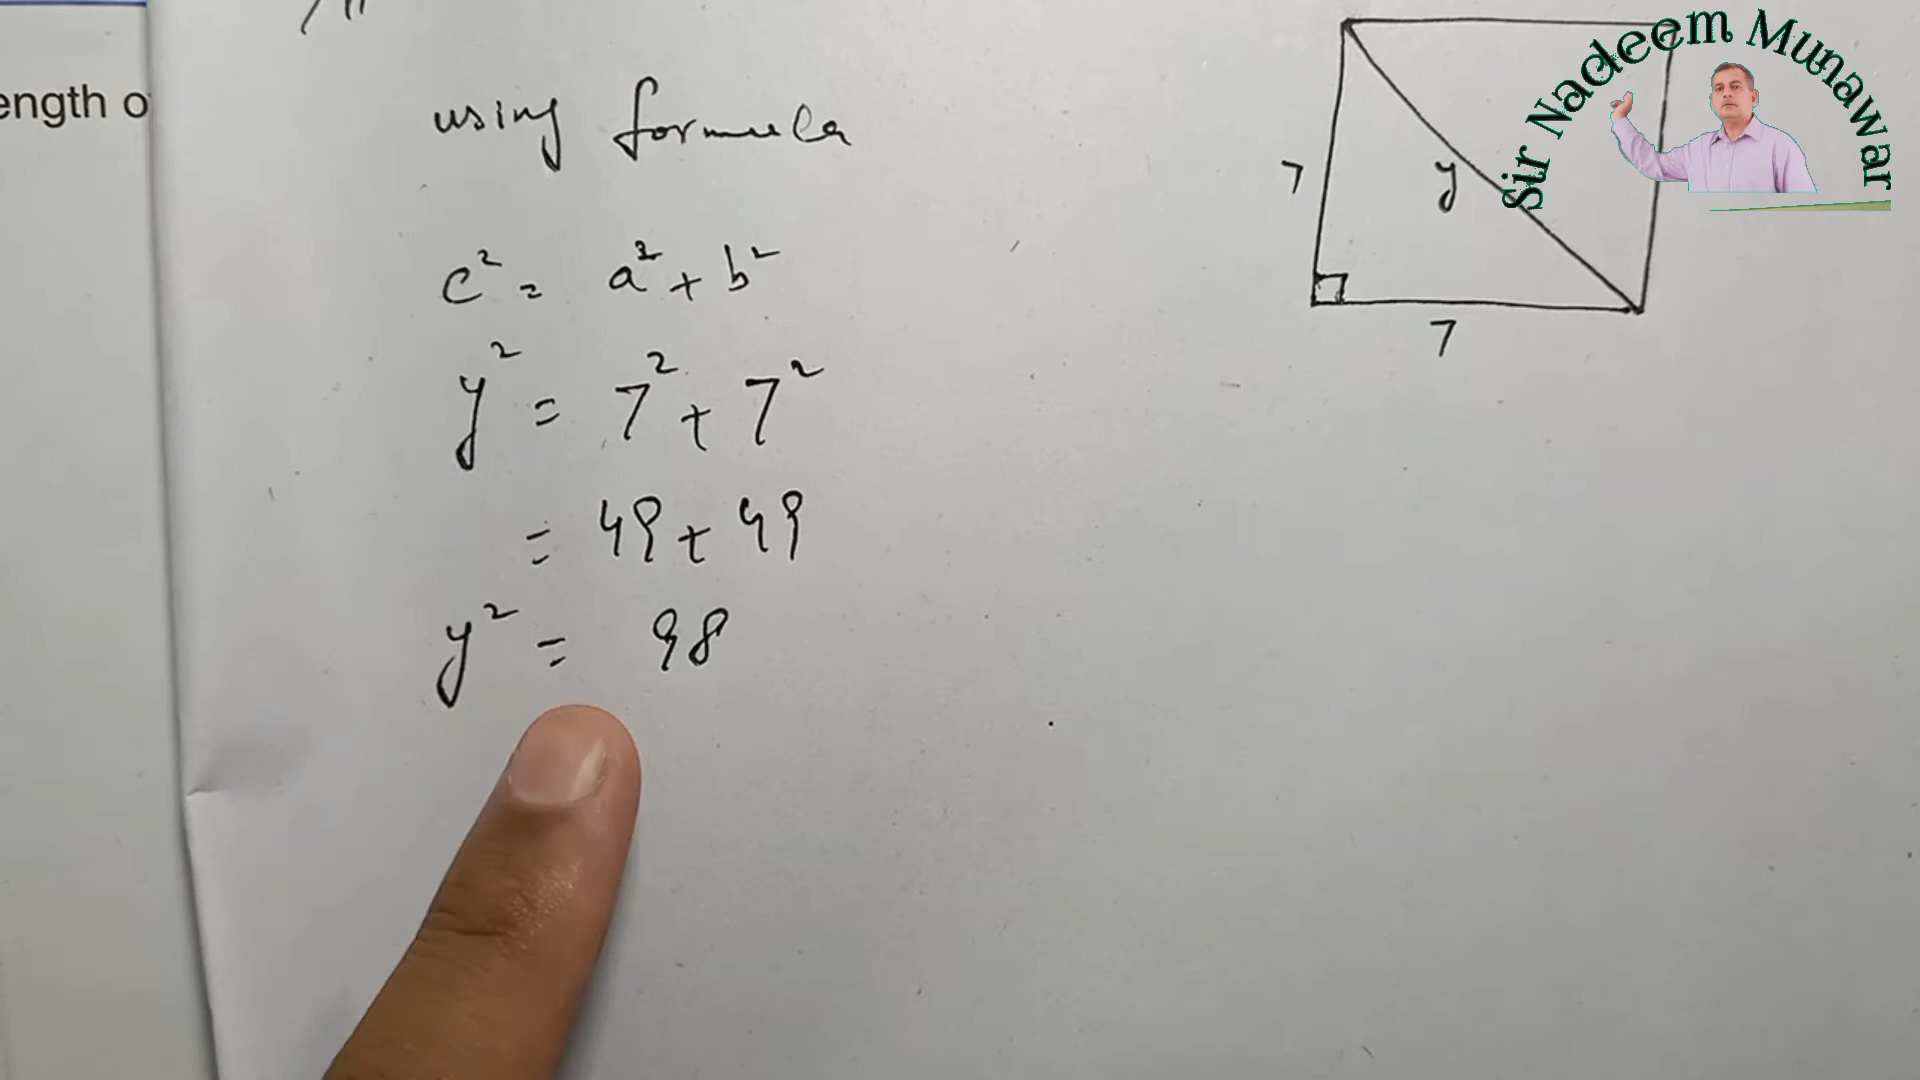 ength o
using formula
c² = a² + b²
y² = 7² + 7²
= 49 + 49
y² = 98
7
y
7
Sir Nadeem Munawar